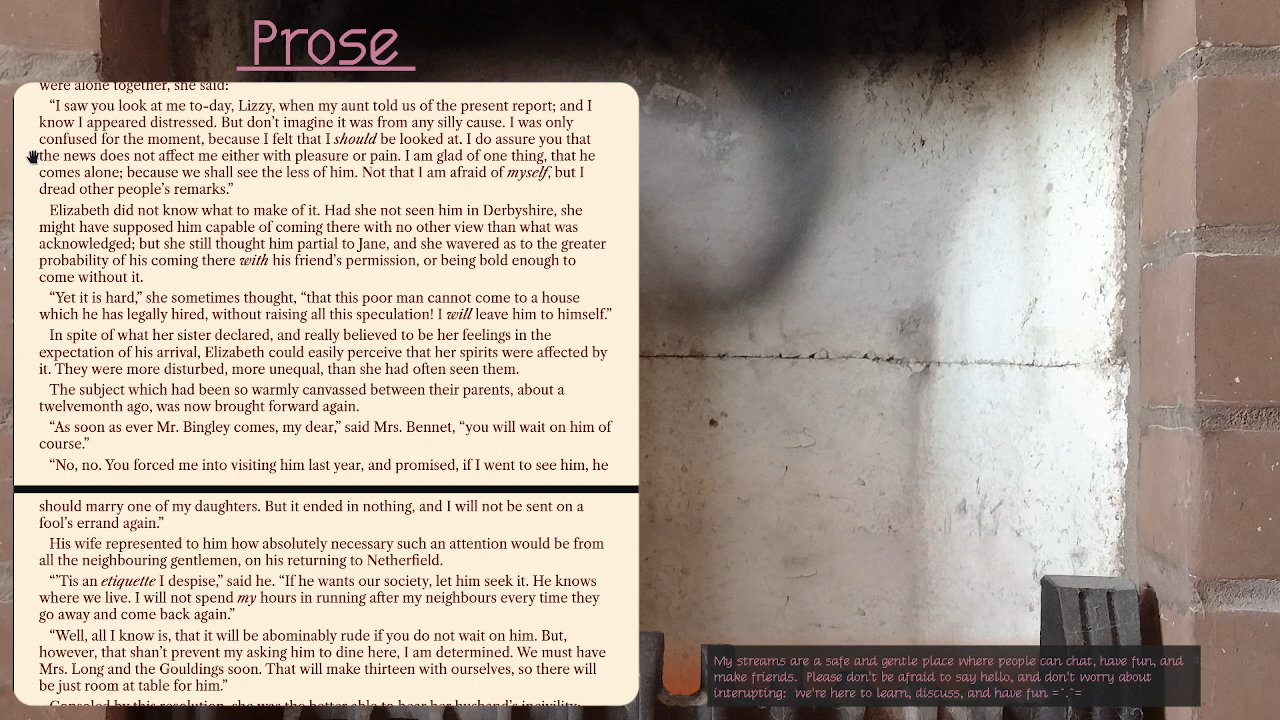 Prose
were alone together, she said:
“I saw you look at me to-day, Lizzy, when my aunt told us of the present report; and I
know I appeared distressed. But don’t imagine it was from any silly cause. I was only
confused for the moment, because I felt that I should be looked at. I do assure you that
the news does not affect me either with pleasure or pain. I am glad of one thing, that he
comes alone; because we shall see the less of him. Not that I am afraid of myself, but I
dread other people’s remarks.”
Elizabeth did not know what to make of it. Had she not seen him in Derbyshire, she
might have supposed him capable of coming there with no other view than what was
acknowledged; but she still thought him partial to Jane, and she wavered as to the greater
probability of his coming there with his friend’s permission, or being bold enough to
come without it.
“Yet it is hard,” she sometimes thought, “that this poor man cannot come to a house
which he has legally hired, without raising all this speculation! I will leave him to himself.”
In spite of what her sister declared, and really believed to be her feelings in the
expectation of his arrival, Elizabeth could easily perceive that her spirits were affected by
it. They were more disturbed, more unequal, than she had often seen them.
The subject which had been so warmly canvassed between their parents, about a
twelvemonth ago, was now brought forward again.
“As soon as ever Mr. Bingley comes, my dear,” said Mrs. Bennet, “you will wait on him of
course.”
“No, no. You forced me into visiting him last year, and promised, if I went to see him, he
should marry one of my daughters. But it ended in nothing, and I will not be sent on a
fool’s errand again.”
His wife represented to him how absolutely necessary such an attention would be from
all the neighbouring gentlemen, on his returning to Netherfield.
“’Tis an etiquette I despise,” said he. “If he wants our society, let him seek it. He knows
where we live. I will not spend my hours in running after my neighbours every time they
go away and come back again.”
“Well, all I know is, that it will be abominably rude if you do not wait on him. But,
however, that shan’t prevent my asking him to dine here, I am determined. We must have
Mrs. Long and the Gouldings soon. That will make thirteen with ourselves, so there will
be just room at table for him.”
Consoled by this resolution, she was the better able to bear her husband’s incivility;
My streams are a safe and gentle place where people can chat, have fun, and
make friends. Please don't be afraid to say hello, and don't worry about
interupting: we're here to learn, discuss, and have fun =^.^=